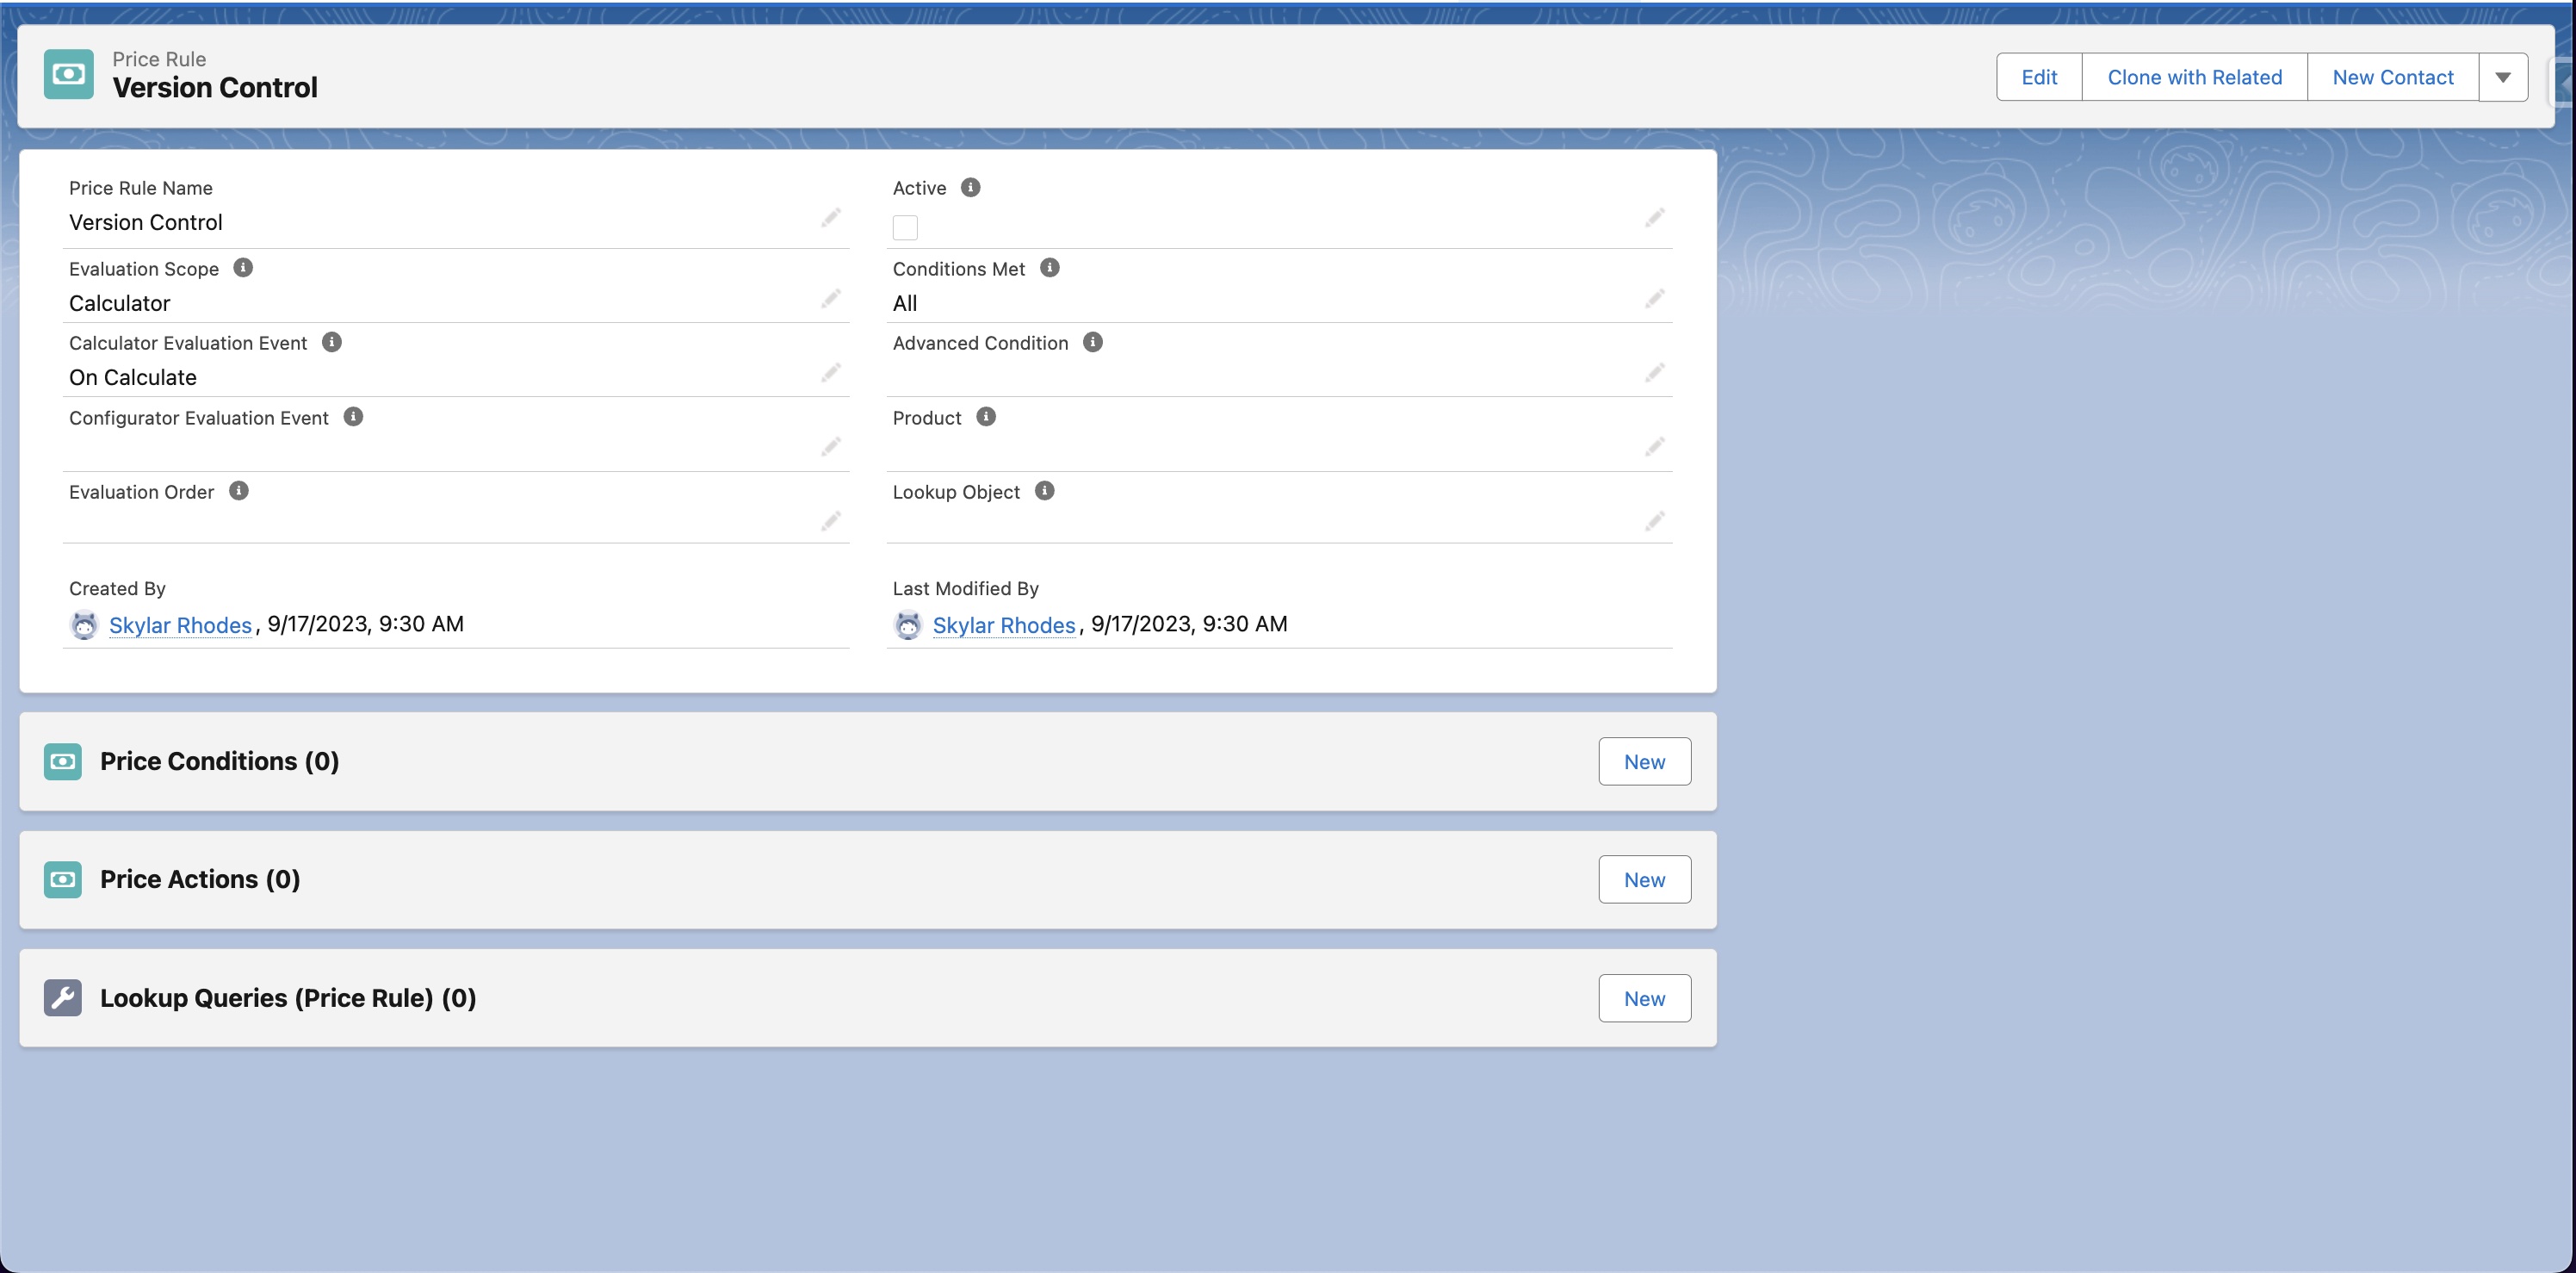 Price Rule
Version Control
Edit
Clone with Related
New Contact
Price Rule Name
Version Control
Active
Evaluation Scope
Calculator
Conditions Met
All
Calculator Evaluation Event
On Calculate
Advanced Condition
Configurator Evaluation Event
Product
Evaluation Order
Lookup Object
Created By
Skylar Rhodes, 9/17/2023, 9:30 AM
Last Modified By
Skylar Rhodes, 9/17/2023, 9:30 AM
Price Conditions (0)
New
Price Actions (0)
New
Lookup Queries (Price Rule) (0)
New